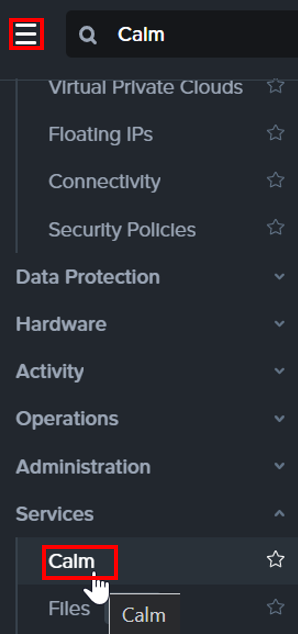 Calm
Virtual Private Clouds
Floating IPs
Connectivity
Security Policies
Data Protection
Hardware
Activity
Operations
Administration
Services
Calm
Files
Calm